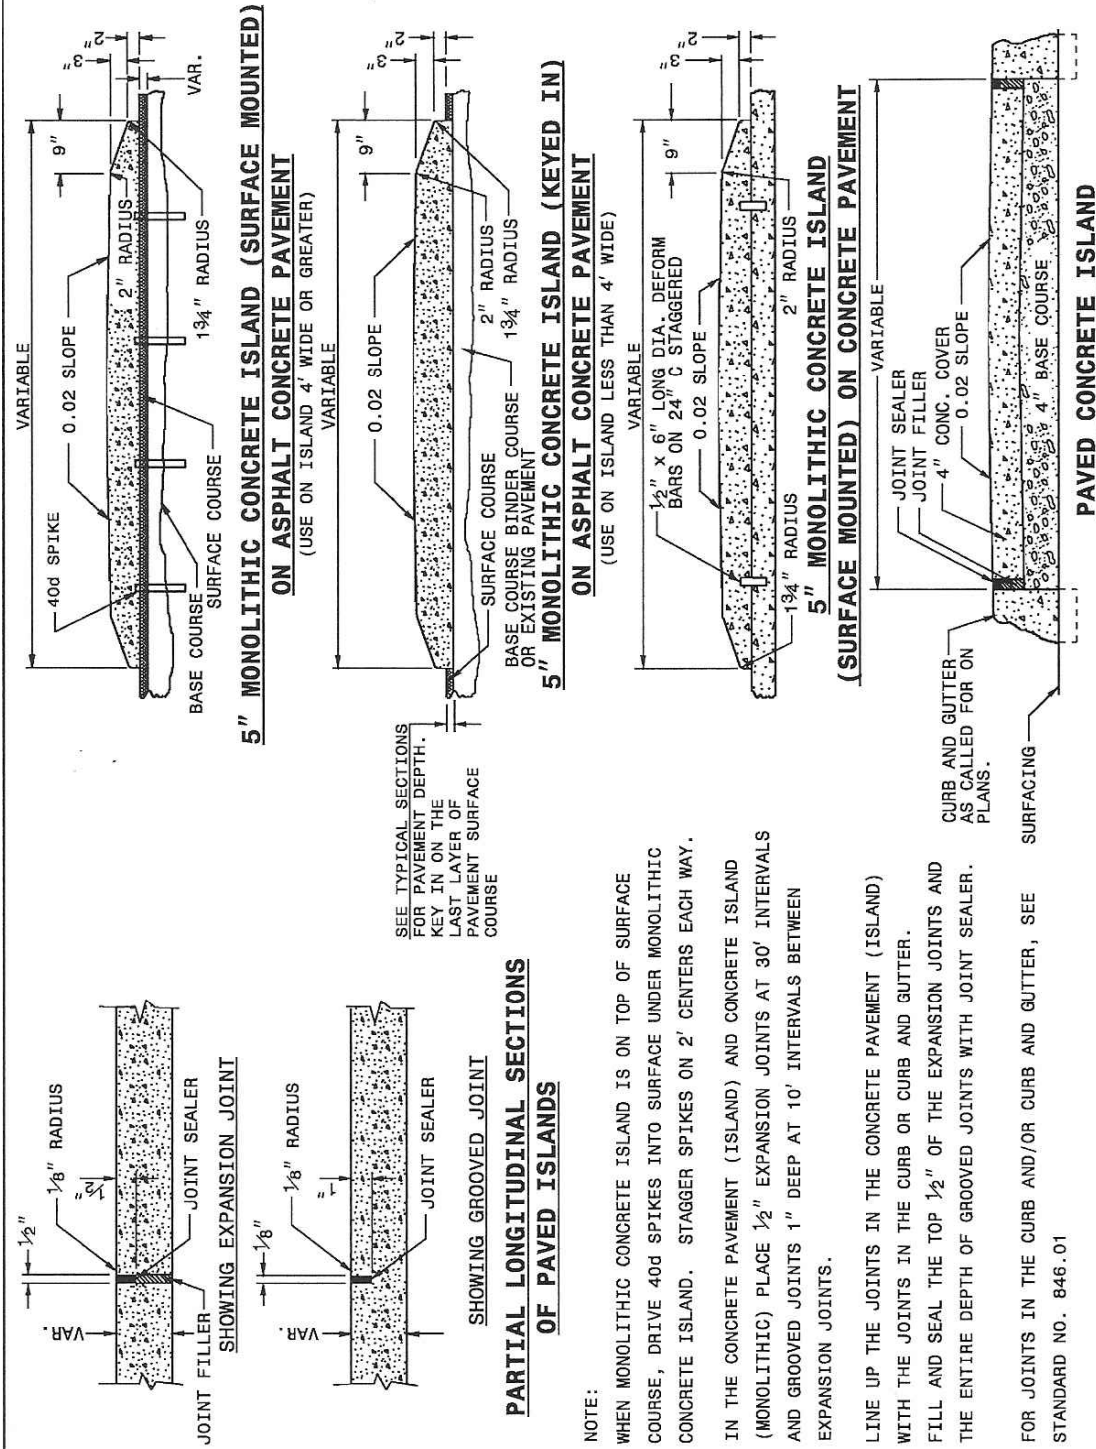 1/2"
1/8" RADIUS
1/2"
VAR.
JOINT FILLER
JOINT SEALER
SHOWING EXPANSION JOINT
1/8"
1/8" RADIUS
1"
VAR.
JOINT SEALER
SHOWING GROOVED JOINT
PARTIAL LONGITUDINAL SECTIONS
OF PAVED ISLANDS
NOTE:
WHEN MONOLITHIC CONCRETE ISLAND IS ON TOP OF SURFACE
COURSE, DRIVE 40d SPIKES INTO SURFACE UNDER MONOLITHIC
CONCRETE ISLAND. STAGGER SPIKES ON 2' CENTERS EACH WAY.
IN THE CONCRETE PAVEMENT (ISLAND) AND CONCRETE ISLAND
(MONOLITHIC) PLACE 1/2" EXPANSION JOINTS AT 30' INTERVALS
AND GROOVED JOINTS 1" DEEP AT 10' INTERVALS BETWEEN
EXPANSION JOINTS.
LINE UP THE JOINTS IN THE CONCRETE PAVEMENT (ISLAND)
WITH THE JOINTS IN THE CURB OR CURB AND GUTTER.
FILL AND SEAL THE TOP 1/2" OF THE EXPANSION JOINTS AND
THE ENTIRE DEPTH OF GROOVED JOINTS WITH JOINT SEALER.
FOR JOINTS IN THE CURB AND/OR CURB AND GUTTER, SEE
STANDARD NO. 846.01
VARIABLE
40d SPIKE
0.02 SLOPE
9"
3"
2"
VAR.
2" RADIUS
1 3/4" RADIUS
BASE COURSE
SURFACE COURSE
5" MONOLITHIC CONCRETE ISLAND (SURFACE MOUNTED)
ON ASPHALT CONCRETE PAVEMENT
(USE ON ISLAND 4' WIDE OR GREATER)
VARIABLE
0.02 SLOPE
9"
3"
2"
SEE TYPICAL SECTIONS
FOR PAVEMENT DEPTH.
KEY IN ON THE
LAST LAYER OF
PAVEMENT SURFACE
COURSE
SURFACE COURSE
2" RADIUS
1 3/4" RADIUS
BASE COURSE BINDER COURSE
OR EXISTING PAVEMENT
5" MONOLITHIC CONCRETE ISLAND (KEYED IN)
ON ASPHALT CONCRETE PAVEMENT
(USE ON ISLAND LESS THAN 4' WIDE)
VARIABLE
1/2" x 6" LONG DIA. DEFORM
BARS ON 24" C STAGGERED
0.02 SLOPE
9"
3"
2"
1 3/4" RADIUS
2" RADIUS
5" MONOLITHIC CONCRETE ISLAND
(SURFACE MOUNTED) ON CONCRETE PAVEMENT
VARIABLE
JOINT SEALER
JOINT FILLER
4" CONC. COVER
0.02 SLOPE
CURB AND GUTTER
AS CALLED FOR ON
PLANS.
4" BASE COURSE
SURFACING
PAVED CONCRETE ISLAND